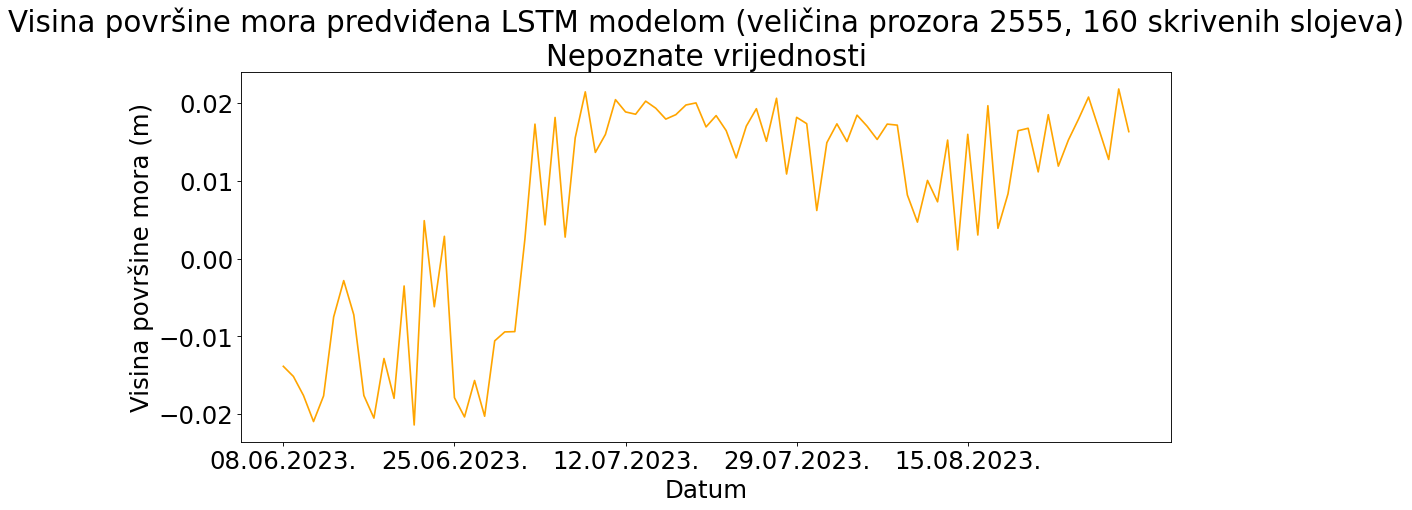 Visina površine mora predviđena LSTM modelom (veličina prozora 2555, 160 skrivenih slojeva)
Nepoznate vrijednosti
Visina površine mora (m)
0.02
0.01
0.00
−0.01
−0.02
08.06.2023. 25.06.2023. 12.07.2023. 29.07.2023. 15.08.2023.
Datum